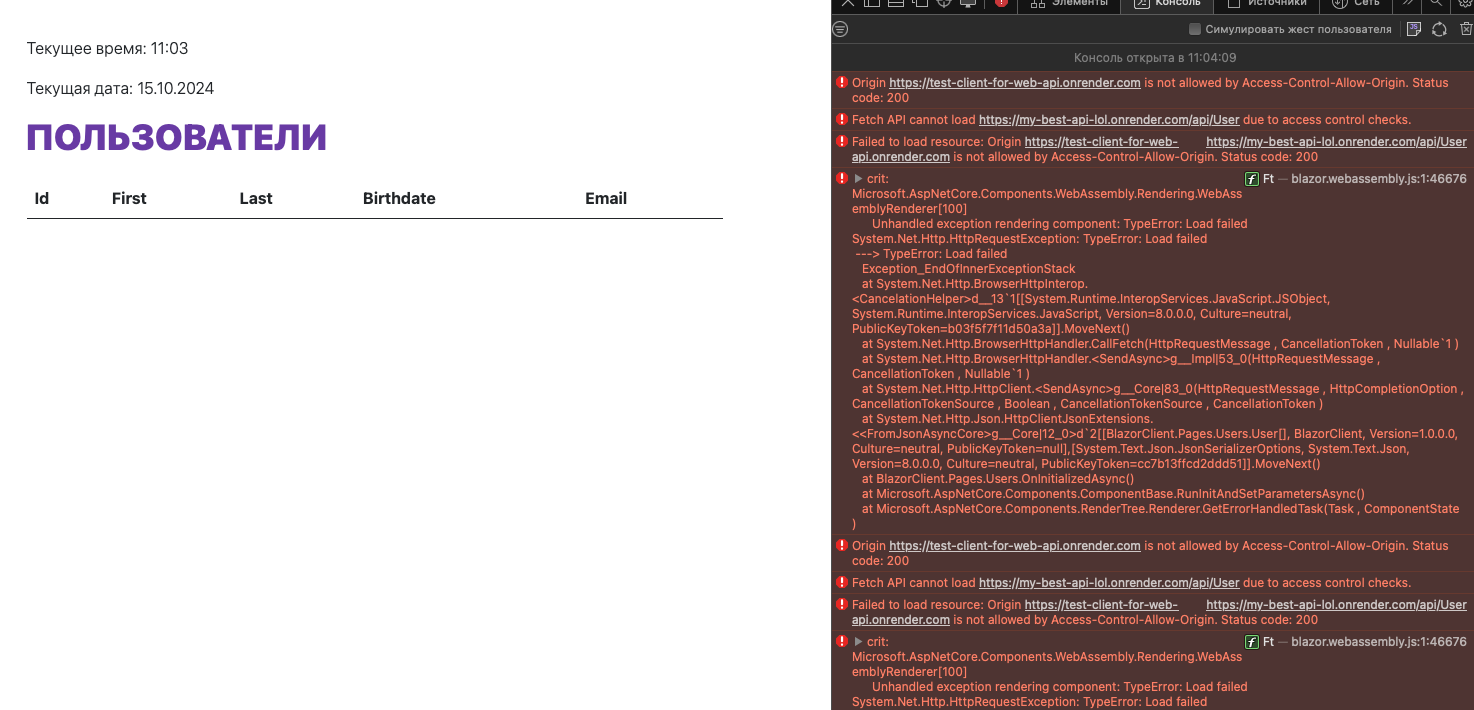 Текущее время: 11:03
Текущая дата: 15.10.2024
ПОЛЬЗОВАТЕЛИ
Id First Last Birthdate Email
Элементы Консоль Источники Сеть
Симулировать жест пользователя
Консоль открыта в 11:04:09
Origin https://test-client-for-web-api.onrender.com is not allowed by Access-Control-Allow-Origin. Status
code: 200
Fetch API cannot load https://my-best-api-lol.onrender.com/api/User due to access control checks.
Failed to load resource: Origin https://test-client-for-web- https://my-best-api-lol.onrender.com/api/User
api.onrender.com is not allowed by Access-Control-Allow-Origin. Status code: 200
crit: Ft — blazor.webassembly.js:1:46676
Microsoft.AspNetCore.Components.WebAssembly.Rendering.WebAss
emblyRenderer[100]
Unhandled exception rendering component: TypeError: Load failed
System.Net.Http.HttpRequestException: TypeError: Load failed
---> TypeError: Load failed
Exception_EndOfInnerExceptionStack
at System.Net.Http.BrowserHttpInterop.
<CancelationHelper>d__13`1[[System.Runtime.InteropServices.JavaScript.JSObject,
System.Runtime.InteropServices.JavaScript, Version=8.0.0.0, Culture=neutral,
PublicKeyToken=b03f5f7f11d50a3a]].MoveNext()
at System.Net.Http.BrowserHttpHandler.CallFetch(HttpRequestMessage , CancellationToken , Nullable`1 )
at System.Net.Http.BrowserHttpHandler.<SendAsync>g__Impl|53_0(HttpRequestMessage ,
CancellationToken , Nullable`1 )
at System.Net.Http.HttpClient.<SendAsync>g__Core|83_0(HttpRequestMessage , HttpCompletionOption ,
CancellationTokenSource , Boolean , CancellationTokenSource , CancellationToken )
at System.Net.Http.Json.HttpClientJsonExtensions.
<<FromJsonAsyncCore>g__Core|12_0>d`2[[BlazorClient.Pages.Users.User[], BlazorClient, Version=1.0.0.0,
Culture=neutral, PublicKeyToken=null],[System.Text.Json.JsonSerializerOptions, System.Text.Json,
Version=8.0.0.0, Culture=neutral, PublicKeyToken=cc7b13ffcd2ddd51]].MoveNext()
at BlazorClient.Pages.Users.OnInitializedAsync()
at Microsoft.AspNetCore.Components.ComponentBase.RunInitAndSetParametersAsync()
at Microsoft.AspNetCore.Components.RenderTree.Renderer.GetErrorHandledTask(Task , ComponentState
)
Origin https://test-client-for-web-api.onrender.com is not allowed by Access-Control-Allow-Origin. Status
code: 200
Fetch API cannot load https://my-best-api-lol.onrender.com/api/User due to access control checks.
Failed to load resource: Origin https://test-client-for-web- https://my-best-api-lol.onrender.com/api/User
api.onrender.com is not allowed by Access-Control-Allow-Origin. Status code: 200
crit: Ft — blazor.webassembly.js:1:46676
Microsoft.AspNetCore.Components.WebAssembly.Rendering.WebAss
emblyRenderer[100]
Unhandled exception rendering component: TypeError: Load failed
System.Net.Http.HttpRequestException: TypeError: Load failed